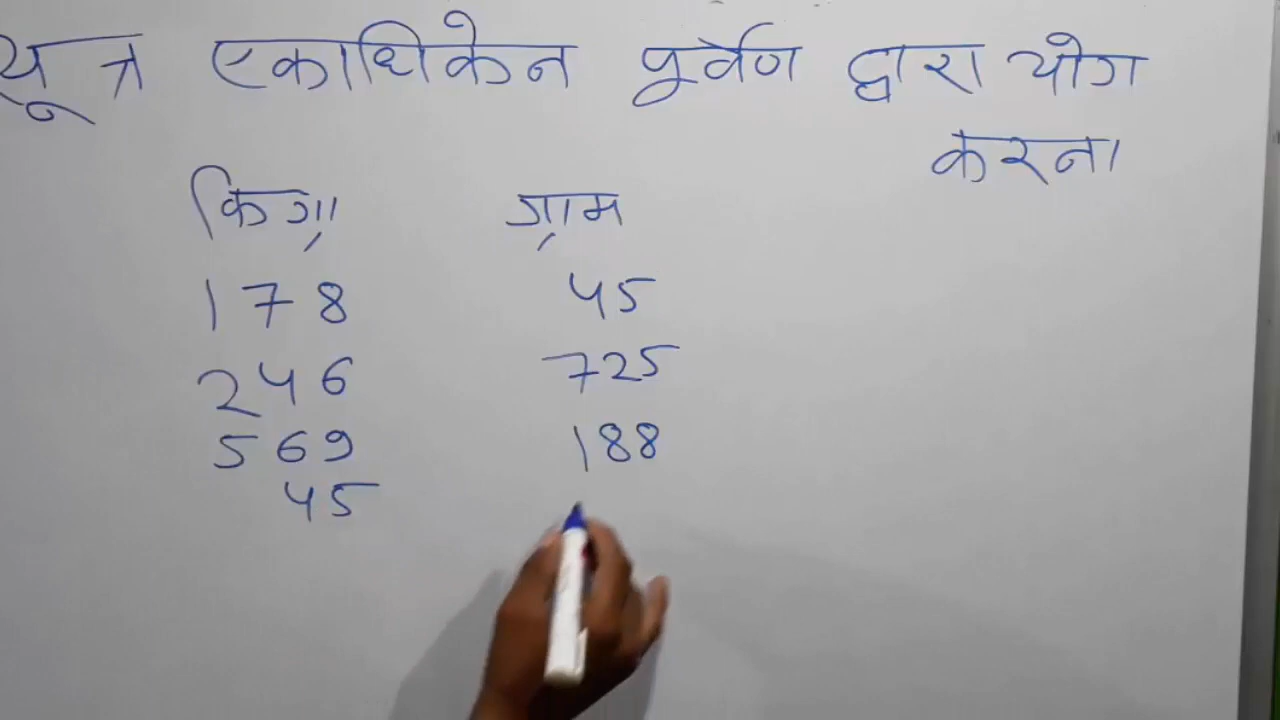 सूत्र एकाधिकेन पूर्वेण द्वारा योग
करना
किग्रा ग्राम
178 45
246 725
569 188
45